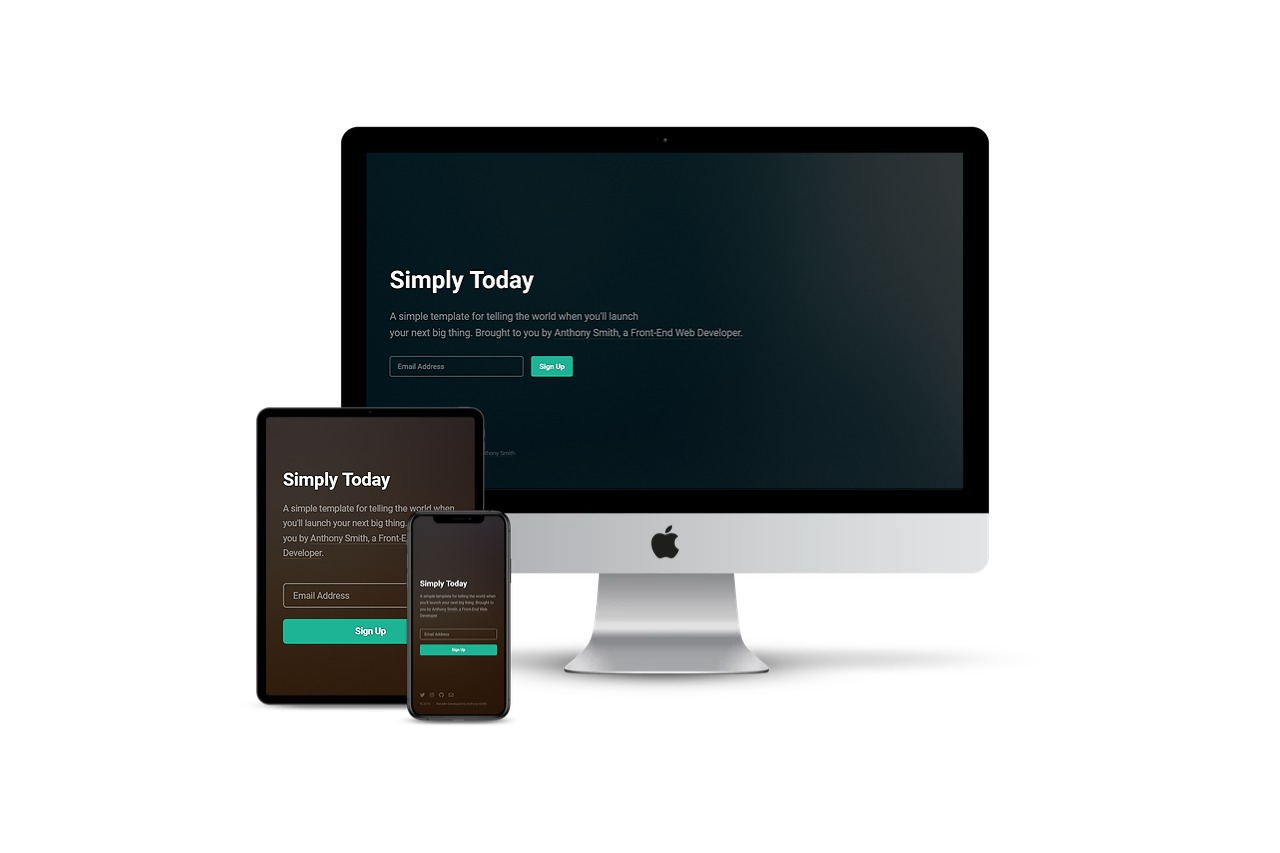 Simply Today
A simple template for telling the world when you'll launch
your next big thing. Brought to you by Anthony Smith, a Front-End Web Developer.
Email Address
Sign Up
thony Smith
Simply Today
A simple template for telling the world when
you'll launch your next big thing.
you by Anthony Smith, a Front-E
Developer.
Email Address
Sign Up
Simply Today
A simple template for telling the world when
you'll launch your next big thing. Brought to
you by Anthony Smith, a Front-End Web
Developer.
Email Address
Sign Up